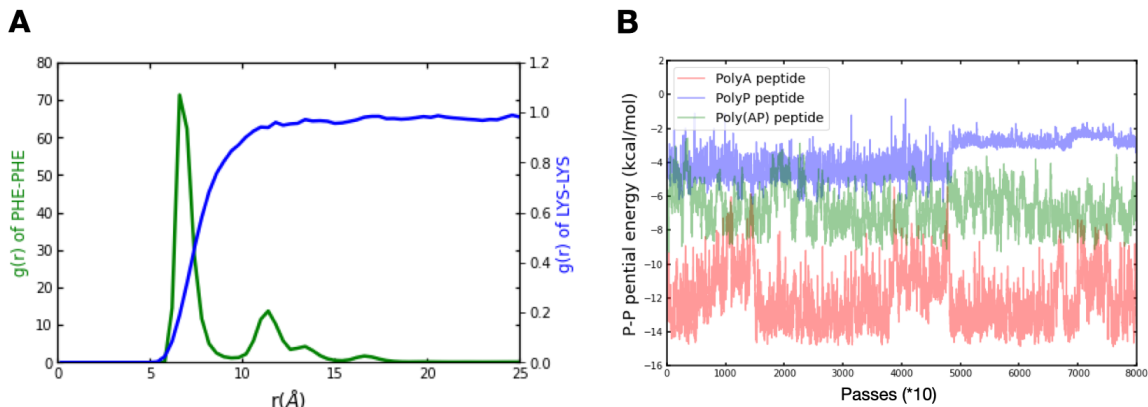 A
80
70
60
50
40
30
20
10
0
g(r) of PHE-PHE
1.2
1.0
0.8
0.6
0.4
0.2
0.0
g(r) of LYS-LYS
0 5 10 15 20 25
r(Å)
B
2
0
−2
−4
−6
−8
−10
−12
−14
−16
P-P pential energy (kcal/mol)
PolyA peptide
PolyP peptide
Poly(AP) peptide
0 1000 2000 3000 4000 5000 6000 7000 8000
Passes (*10)